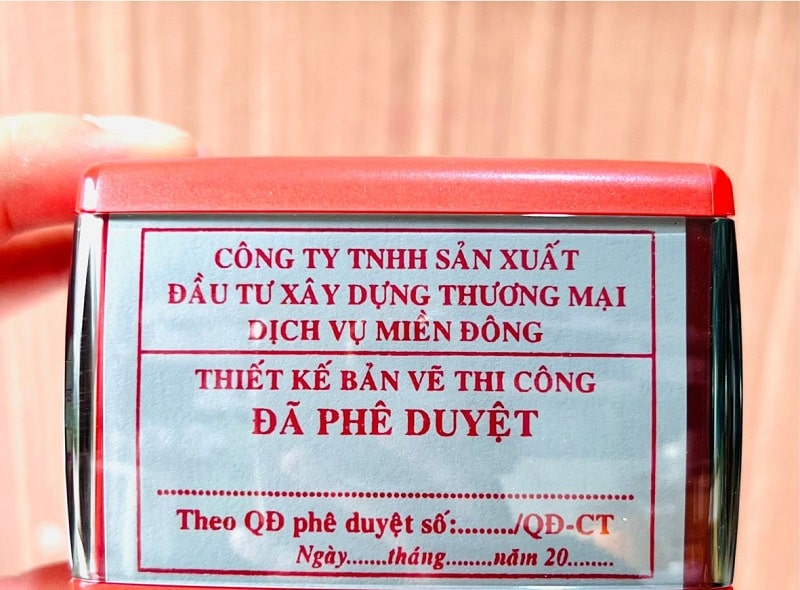 CÔNG TY TNHH SẢN XUẤT
ĐẦU TƯ XÂY DỰNG THƯƠNG MẠI
DỊCH VỤ MIỀN ĐÔNG
THIẾT KẾ BẢN VẼ THI CÔNG
ĐÃ PHÊ DUYỆT
................................................................................
Theo QĐ phê duyệt số:........./QĐ-CT
Ngày.......tháng........năm 20........